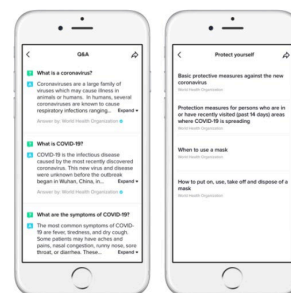 Q&A
? What is a coronavirus?
Coronaviruses are a large family of
viruses which may cause illness in
animals or humans. In humans, several
coronaviruses are known to cause
respiratory infections ranging... Expand
Answer by: World Health Organization
? What is COVID-19?
COVID-19 is the infectious disease
caused by the most recently discovered
coronavirus. This new virus and disease
were unknown before the outbreak
began in Wuhan, China, in... Expand
Answer by: World Health Organization
? What are the symptoms of COVID-19?
The most common symptoms of COVID-
19 are fever, tiredness, and dry cough.
Some patients may have aches and
pains, nasal congestion, runny nose, sore
throat, or diarrhea. These... Expand
Protect yourself
Basic protective measures against the new
coronavirus
World Health Organization
Protection measures for persons who are in
or have recently visited (past 14 days) areas
where COVID-19 is spreading
World Health Organization
When to use a mask
World Health Organization
How to put on, use, take off and dispose of a
mask
World Health Organization